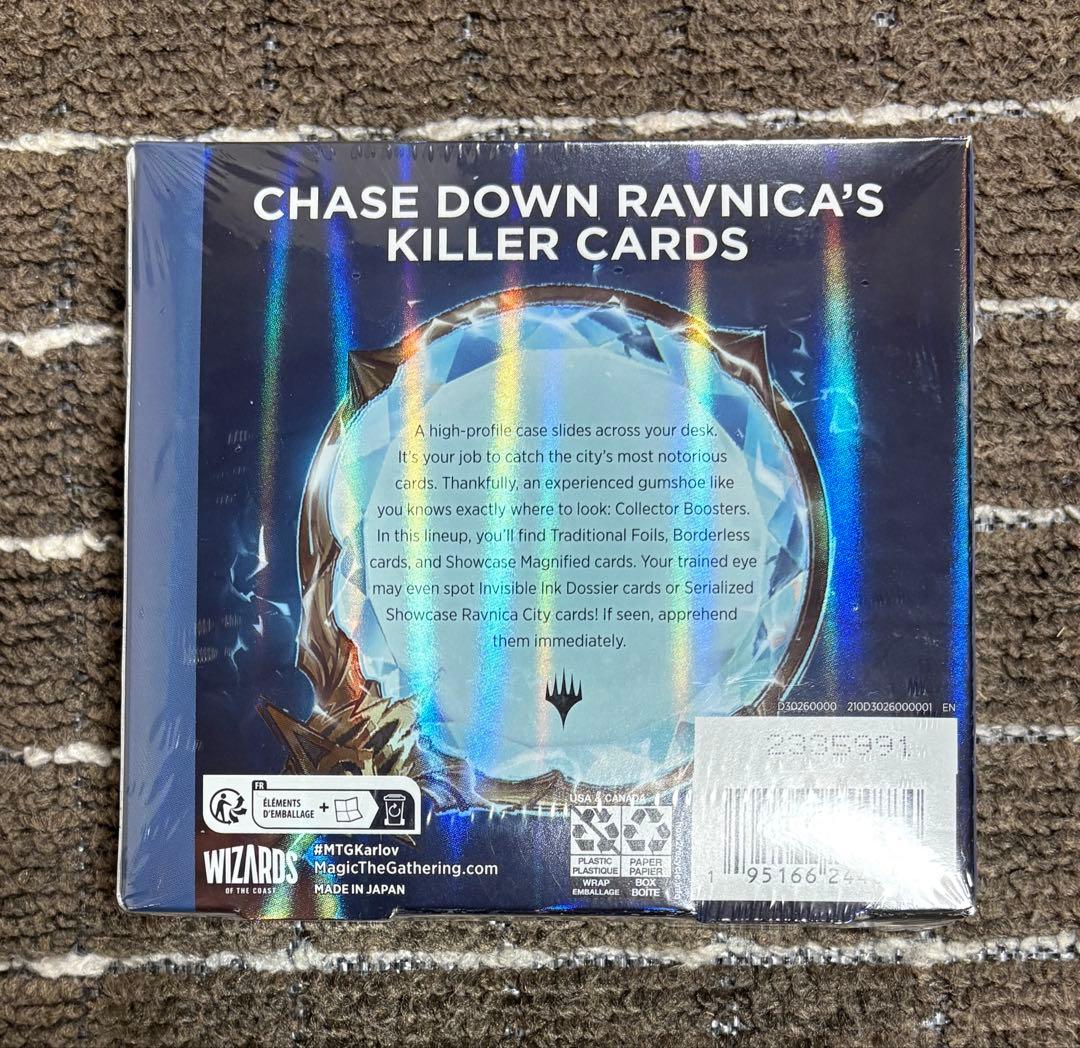 CHASE DOWN RAVNICA'S
KILLER CARDS
A high-profile case slides across your desk.
It's your job to catch the city's most notorious
cards. Thankfully, an experienced gumshoe like
you knows exactly where to look: Collector Boosters.
In this lineup, you'll find Traditional Foils, Borderless
cards, and Showcase Magnified cards. Your trained eye
may even spot Invisible Ink Dossier cards or Serialized
Showcase Ravnica City cards! If seen, apprehend
them immediately.
D30260000 210D3026000001 EN
2335991
FR
ÉLÉMENTS
D'EMBALLAGE
+
USA & CANADA
PLASTIC
PLASTIQUE
WRAP
EMBALLAGE
PAPER
PAPIER
BOX
BOÎTE
WIZARDS
OF THE COAST
#MTGKarlov
MagicTheGathering.com
MADE IN JAPAN
1 95166